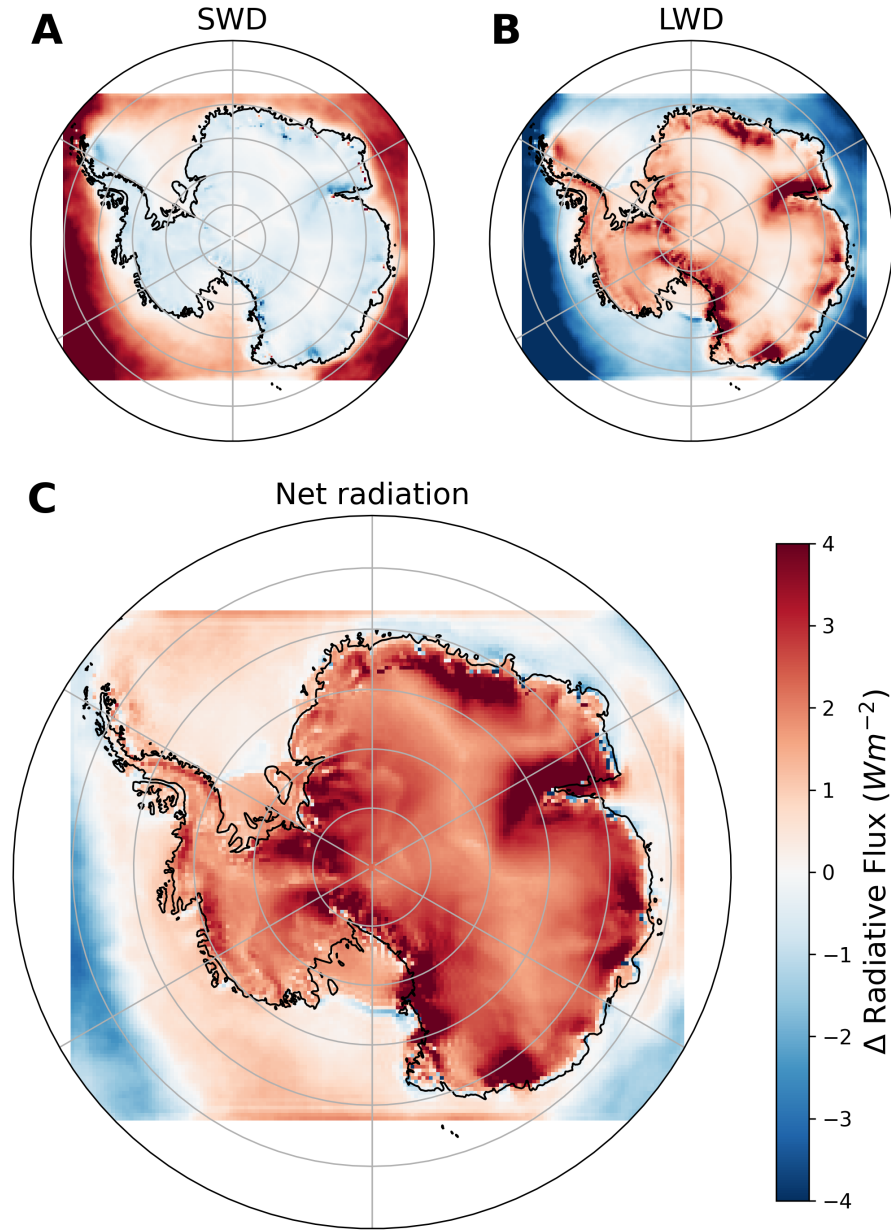 A
SWD
B
LWD
C
Net radiation
4
3
2
1
0
−1
−2
−3
−4
Δ Radiative Flux (Wm⁻²)